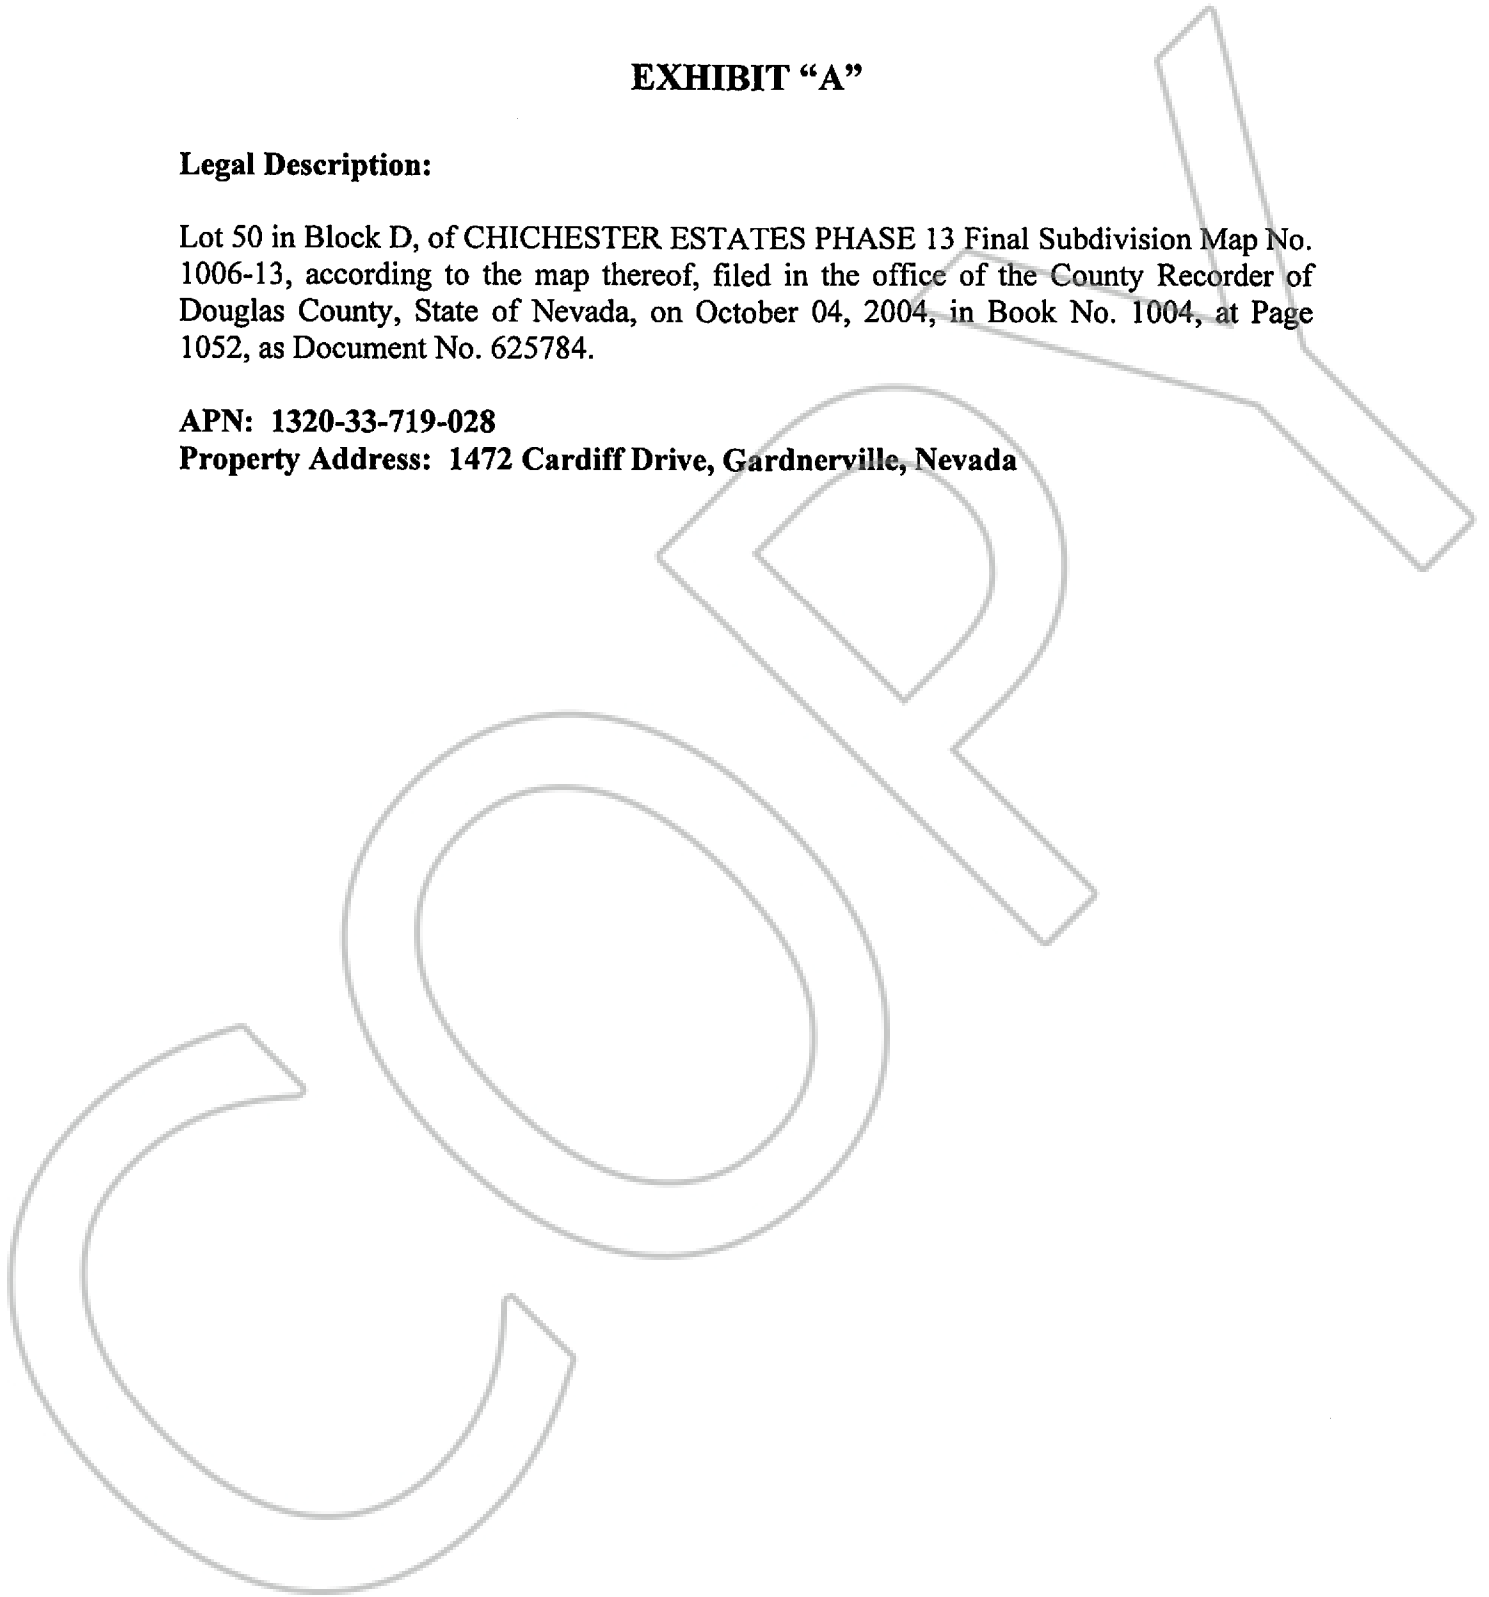 EXHIBIT “A”
Legal Description:
Lot 50 in Block D, of CHICHESTER ESTATES PHASE 13 Final Subdivision Map No.
1006-13, according to the map thereof, filed in the office of the County Recorder of
Douglas County, State of Nevada, on October 04, 2004, in Book No. 1004, at Page
1052, as Document No. 625784.
APN: 1320-33-719-028
Property Address: 1472 Cardiff Drive, Gardnerville, Nevada
COPY